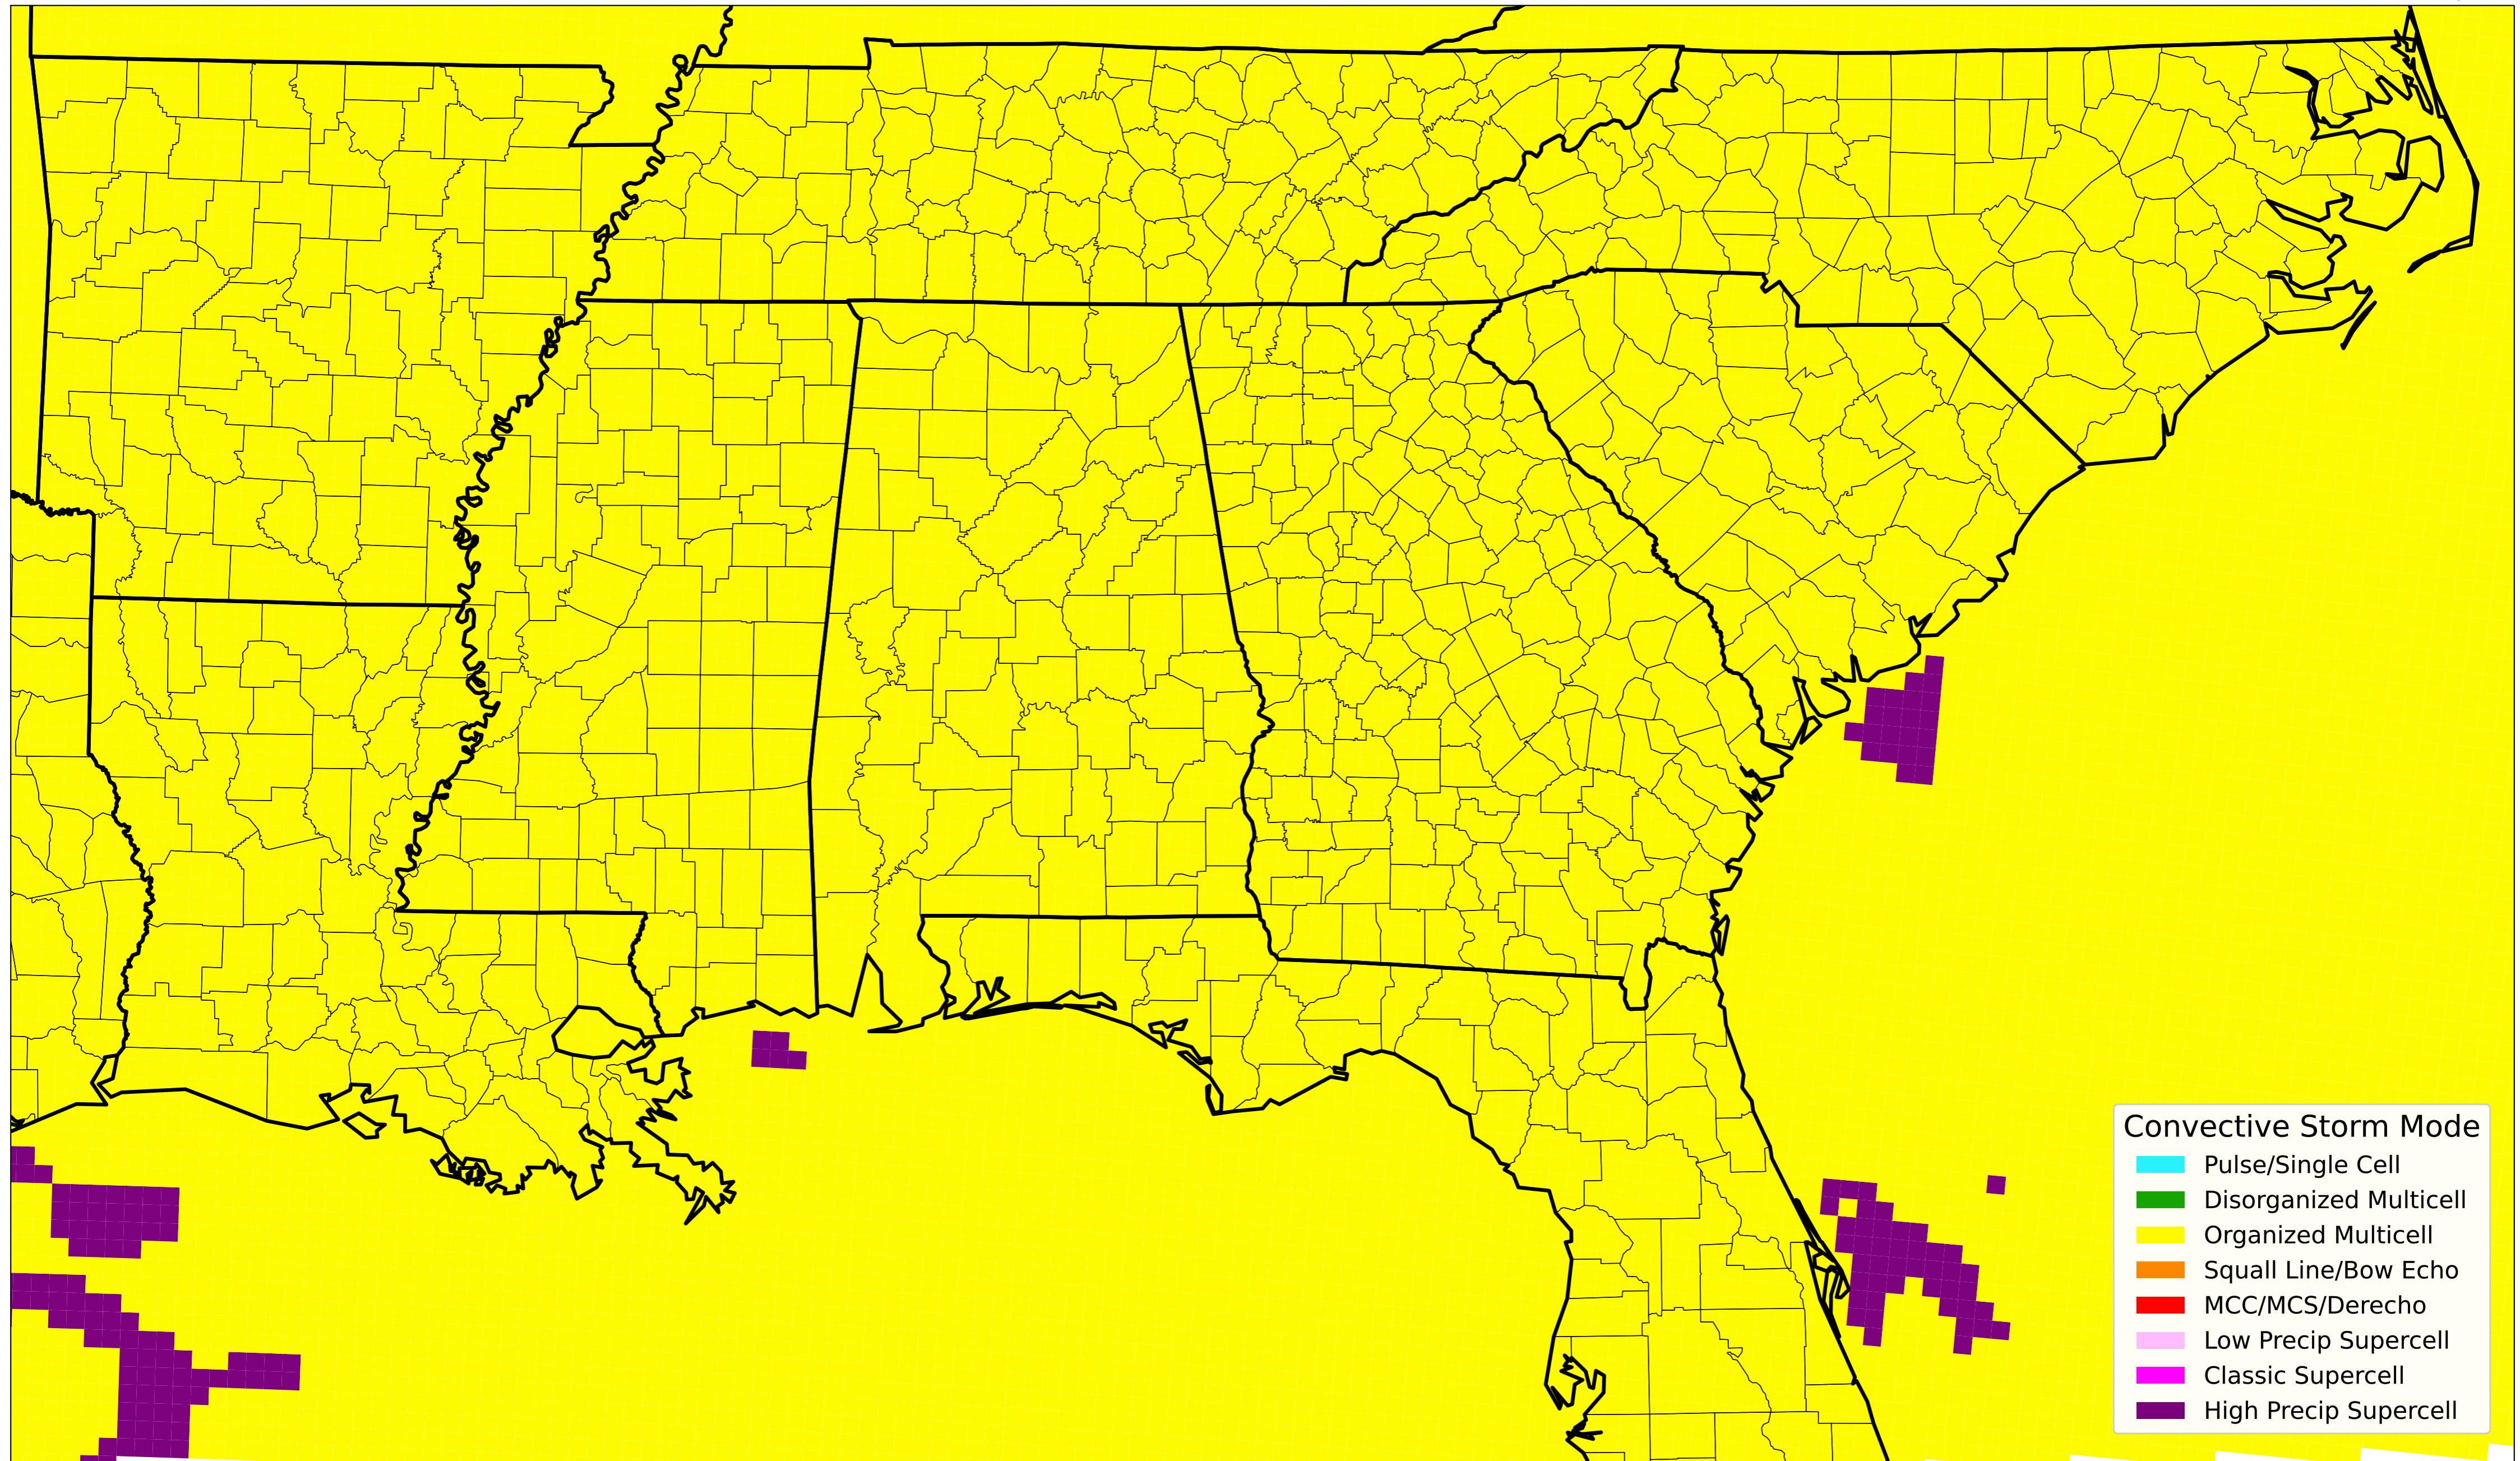 Convective Storm Mode
Pulse/Single Cell
Disorganized Multicell
Organized Multicell
Squall Line/Bow Echo
MCC/MCS/Derecho
Low Precip Supercell
Classic Supercell
High Precip Supercell